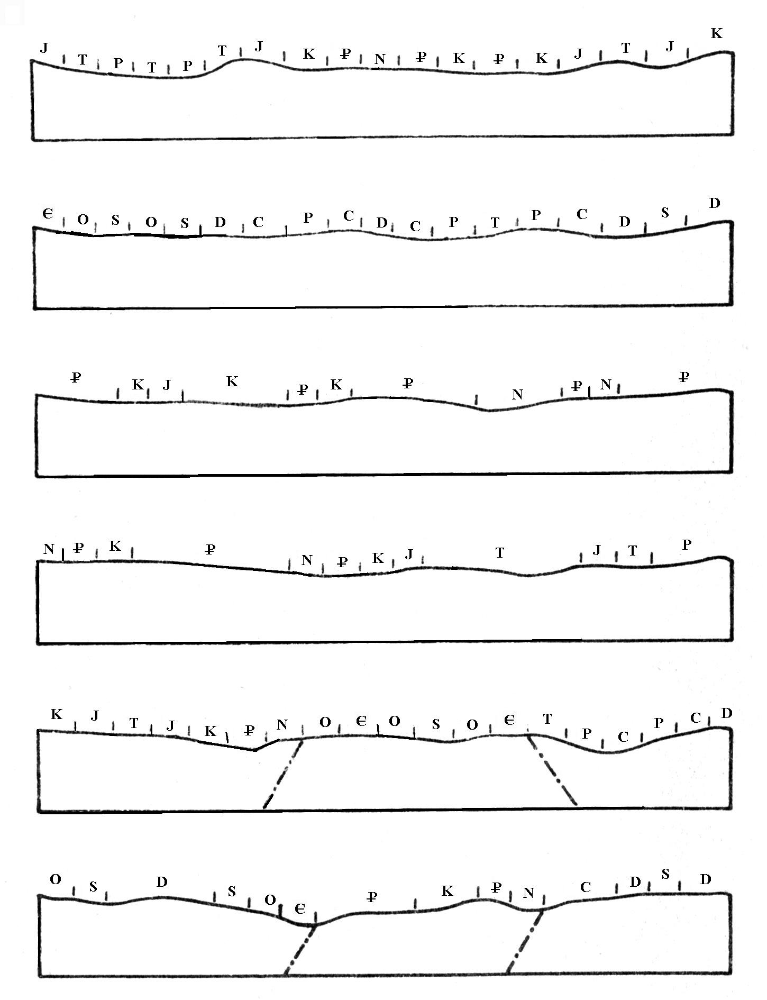 J T P T P T J K ₽ N ₽ K ₽ K J T J K
Є O S O S D C P C D C P T P C D S D
₽ K J K ₽ K ₽ N ₽ N ₽
N ₽ K ₽ N ₽ K J T J T P
K J T J K ₽ N O Є O S O Є T P C P C D
O S D S O Є ₽ K ₽ N C D S D